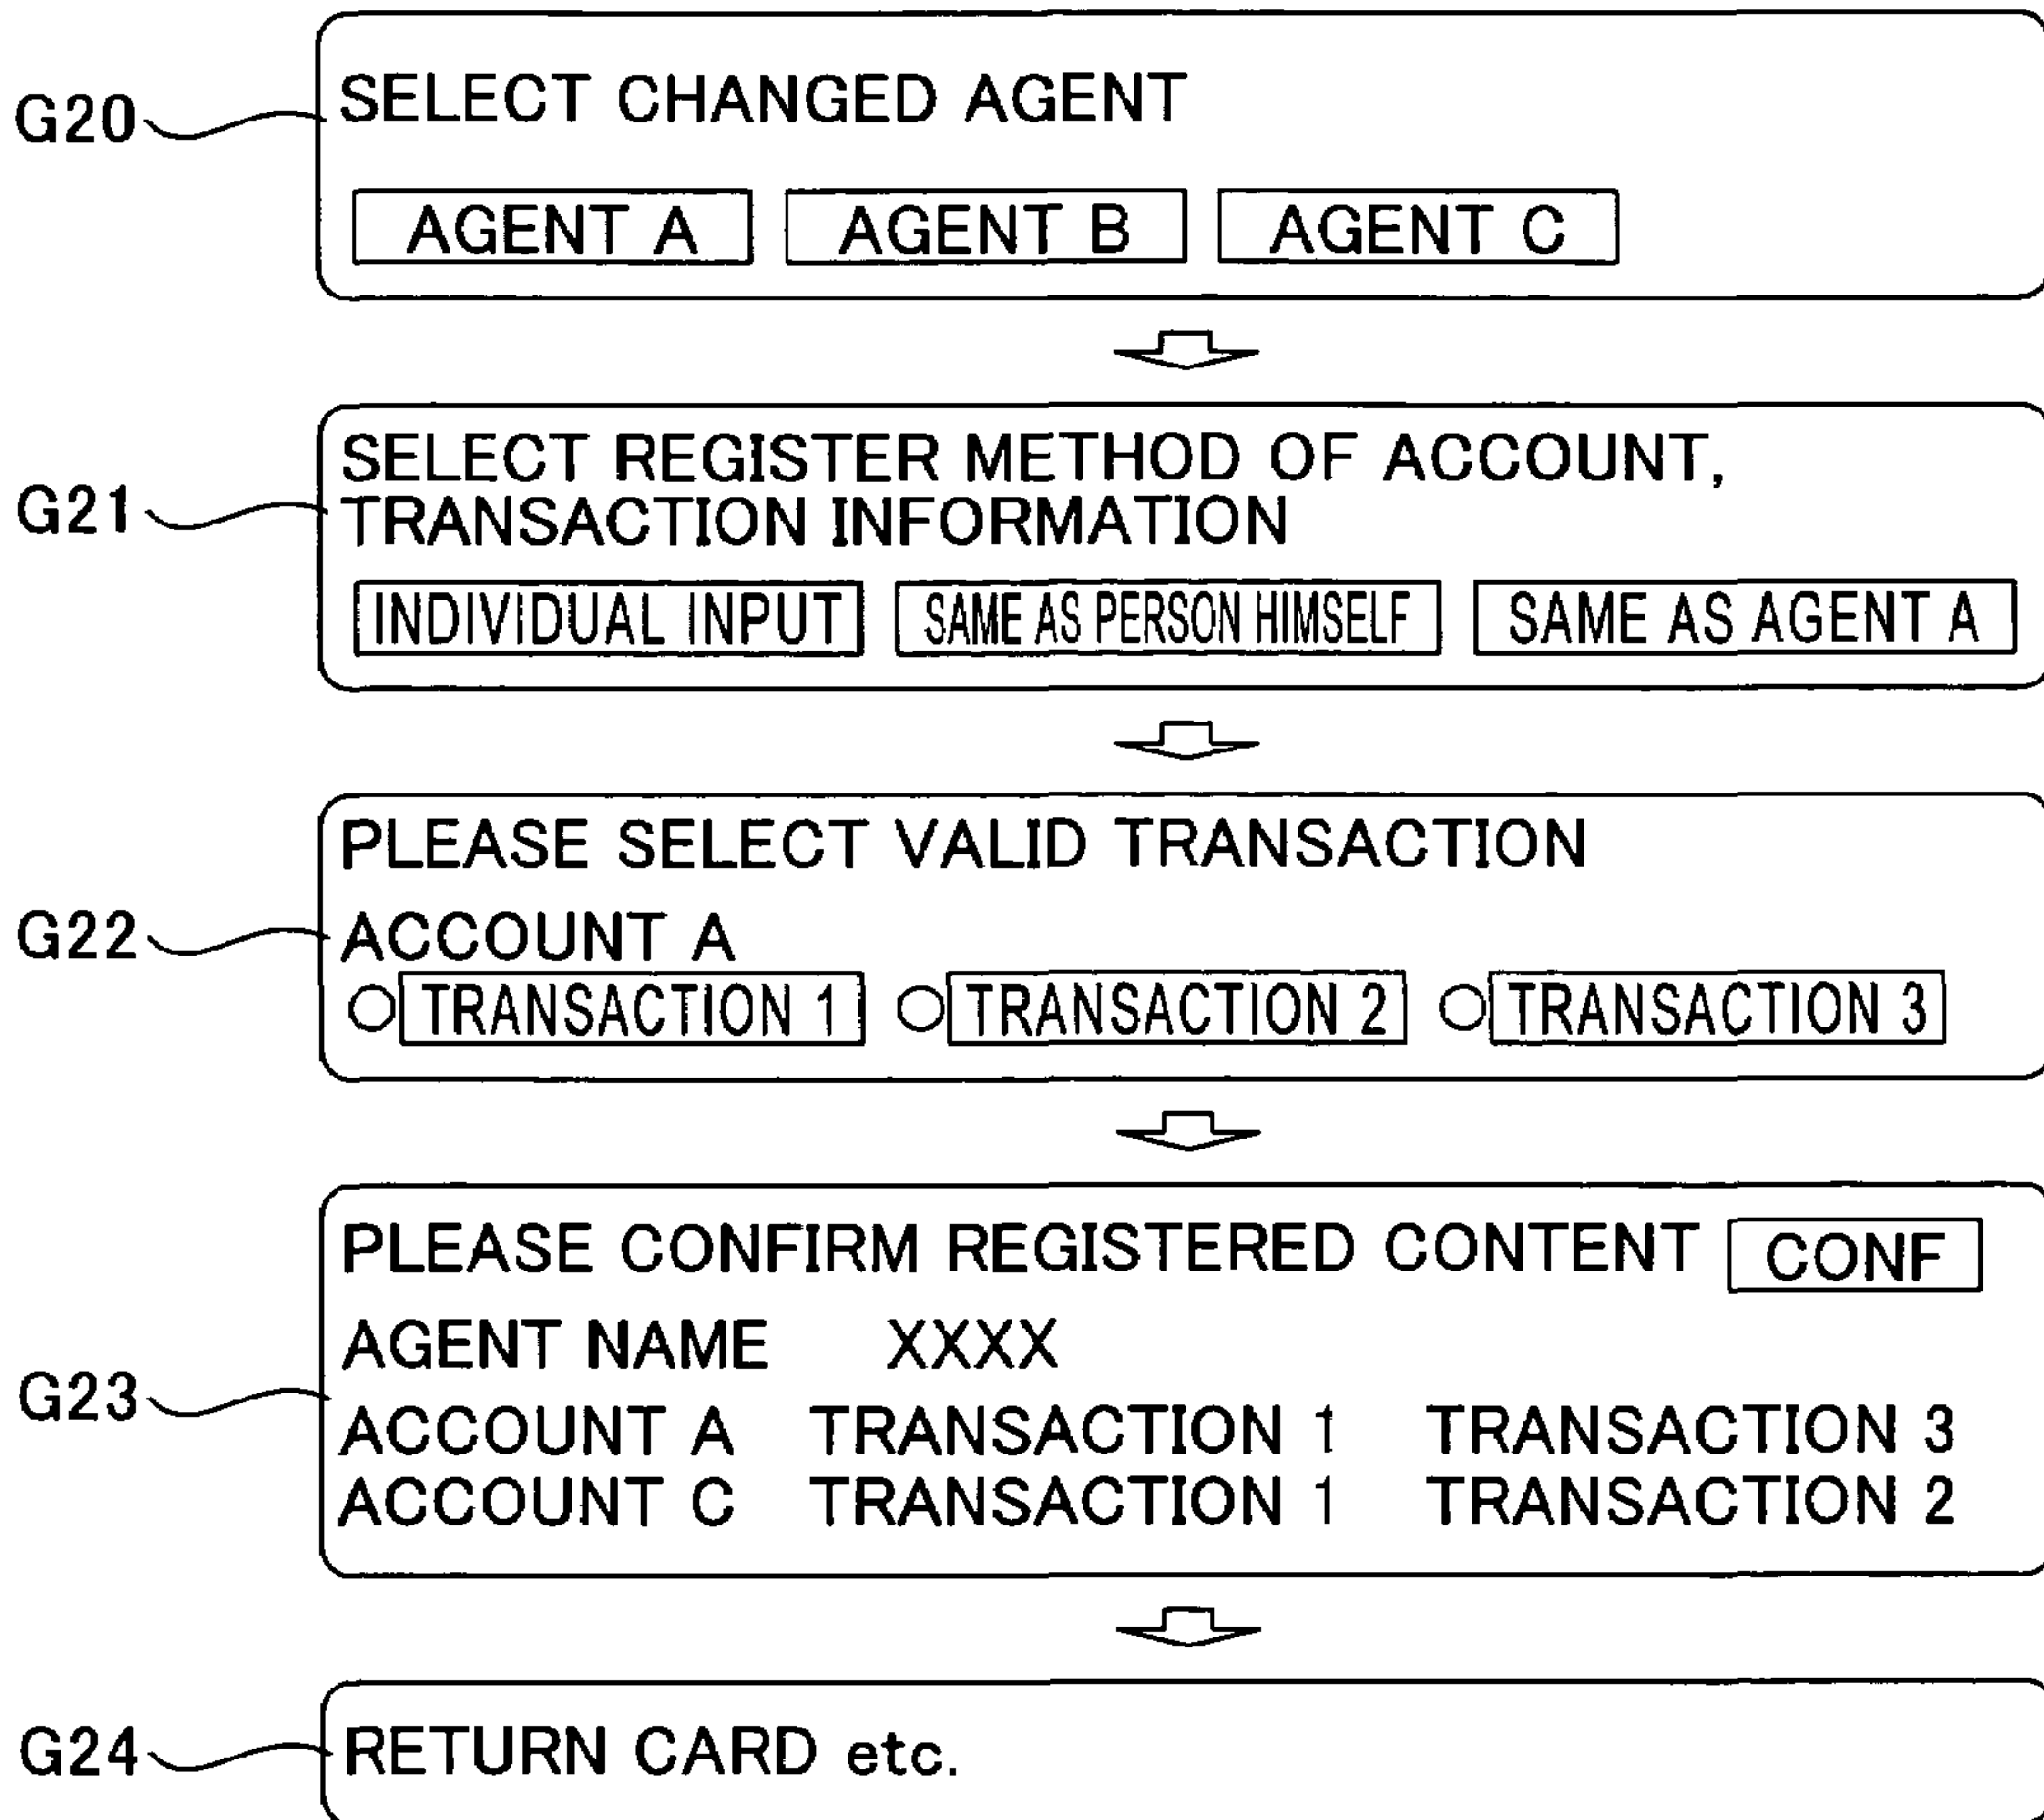 G20
SELECT CHANGED AGENT
AGENT A AGENT B AGENT C
G21
SELECT REGISTER METHOD OF ACCOUNT,
TRANSACTION INFORMATION
INDIVIDUAL INPUT SAME AS PERSON HIMSELF SAME AS AGENT A
G22
PLEASE SELECT VALID TRANSACTION
ACCOUNT A
TRANSACTION 1 TRANSACTION 2 TRANSACTION 3
G23
PLEASE CONFIRM REGISTERED CONTENT CONF
AGENT NAME XXXX
ACCOUNT A TRANSACTION 1 TRANSACTION 3
ACCOUNT C TRANSACTION 1 TRANSACTION 2
G24
RETURN CARD etc.